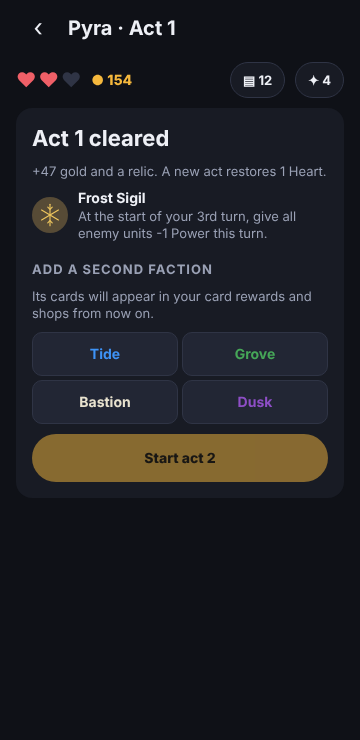 Pyra · Act 1
154
12
4
Act 1 cleared
+47 gold and a relic. A new act restores 1 Heart.
Frost Sigil
At the start of your 3rd turn, give all
enemy units -1 Power this turn.
ADD A SECOND FACTION
Its cards will appear in your card rewards and
shops from now on.
Tide
Grove
Bastion
Dusk
Start act 2